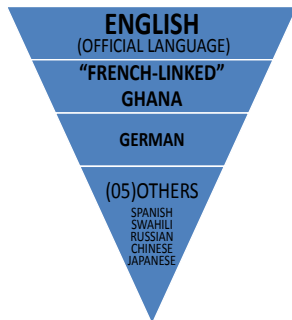 ENGLISH
(OFFICIAL LANGUAGE)
“FRENCH-LINKED”
GHANA
GERMAN
(05)OTHERS
SPANISH
SWAHILI
RUSSIAN
CHINESE
JAPANESE